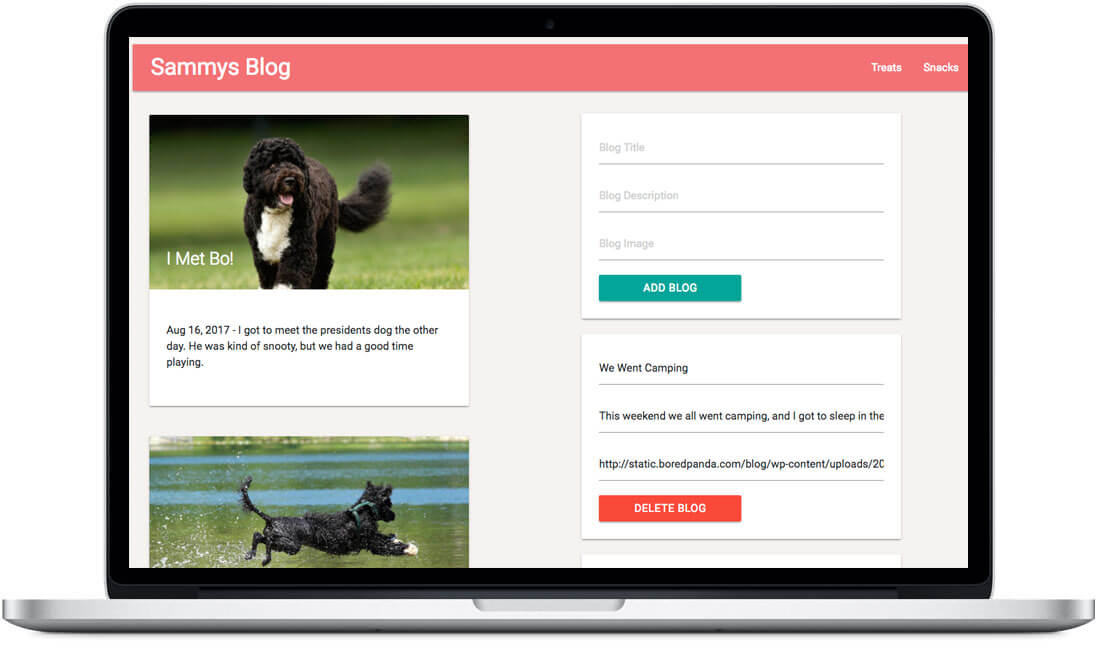 Sammys Blog
Treats
Snacks
I Met Bo!
Aug 16, 2017 - I got to meet the presidents dog the other
day. He was kind of snooty, but we had a good time
playing.
Blog Title
Blog Description
Blog Image
ADD BLOG
We Went Camping
This weekend we all went camping, and I got to sleep in the
http://static.boredpanda.com/blog/wp-content/uploads/20
DELETE BLOG